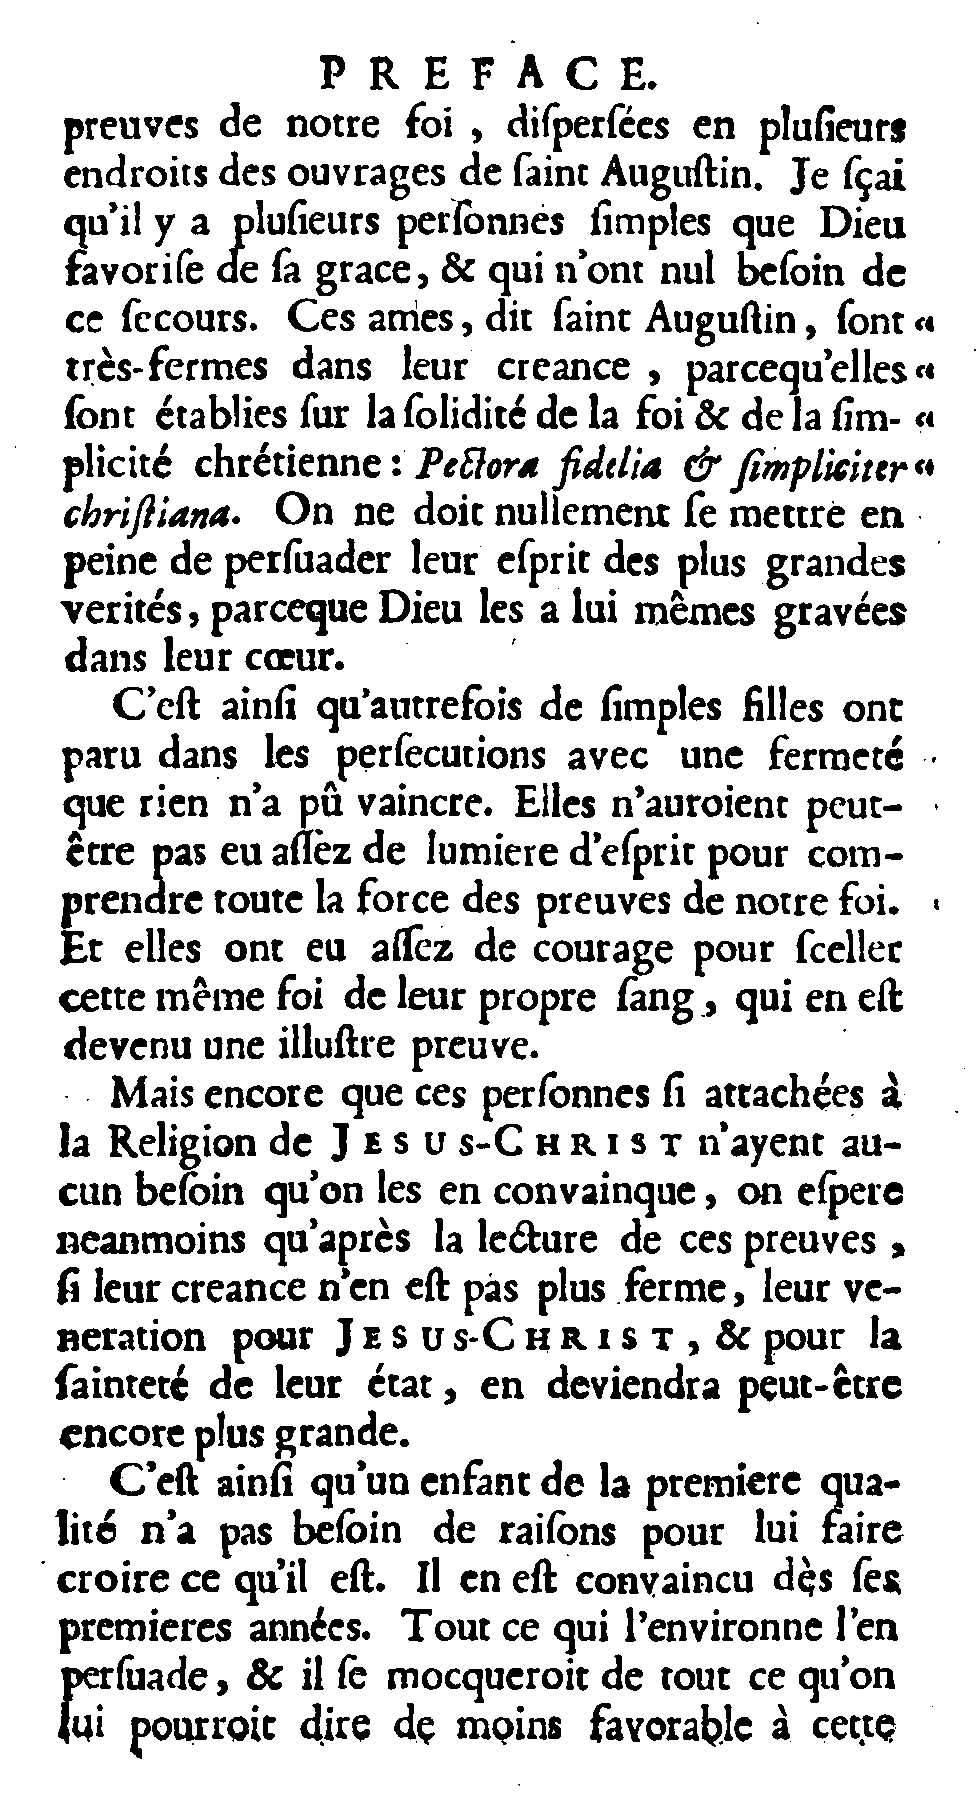 PREFACE.
preuves de notre foi , diſperſées en pluſieurs
endroits des ouvrages de ſaint Auguſtin. Je ſçai
qu'il y a pluſieurs perſonnes ſimples que Dieu
favoriſe de ſa grace, & qui n'ont nul beſoin de
ce ſecours. Ces ames, dit ſaint Auguſtin, ſont «
très-fermes dans leur creance , parcequ'elles «
ſont établies ſur la ſolidité de la foi & de la ſim- «
plicité chrétienne : Pectora fidelia & ſimpliciter «
chriſtiana. On ne doit nullement ſe mettre en
peine de perſuader leur eſprit des plus grandes
verités, parceque Dieu les a lui mêmes gravées
dans leur cœur.
C'eſt ainſi qu'autrefois de ſimples filles ont
paru dans les perſecutions avec une fermeté
que rien n'a pû vaincre. Elles n'auroient peut-
être pas eu aſſez de lumiere d'eſprit pour com-
prendre toute la force des preuves de notre foi.
Et elles ont eu aſſez de courage pour ſceller
cette même foi de leur propre ſang, qui en eſt
devenu une illuſtre preuve.
Mais encore que ces perſonnes ſi attachées à
la Religion de JESUS-CHRIST n'ayent au-
cun beſoin qu'on les en convainque, on eſpere
neanmoins qu'après la lecture de ces preuves ,
ſi leur creance n'en eſt pas plus ferme, leur ve-
neration pour JESUS-CHRIST, & pour la
ſainteté de leur état, en deviendra peut-être
encore plus grande.
C'eſt ainſi qu'un enfant de la premiere qua-
lité n'a pas beſoin de raiſons pour lui faire
croire ce qu'il eſt. Il en eſt convaincu dès ſes
premieres années. Tout ce qui l'environne l'en
perſuade, & il ſe mocqueroit de tout ce qu'on
lui pourroit dire de moins favorable à cette